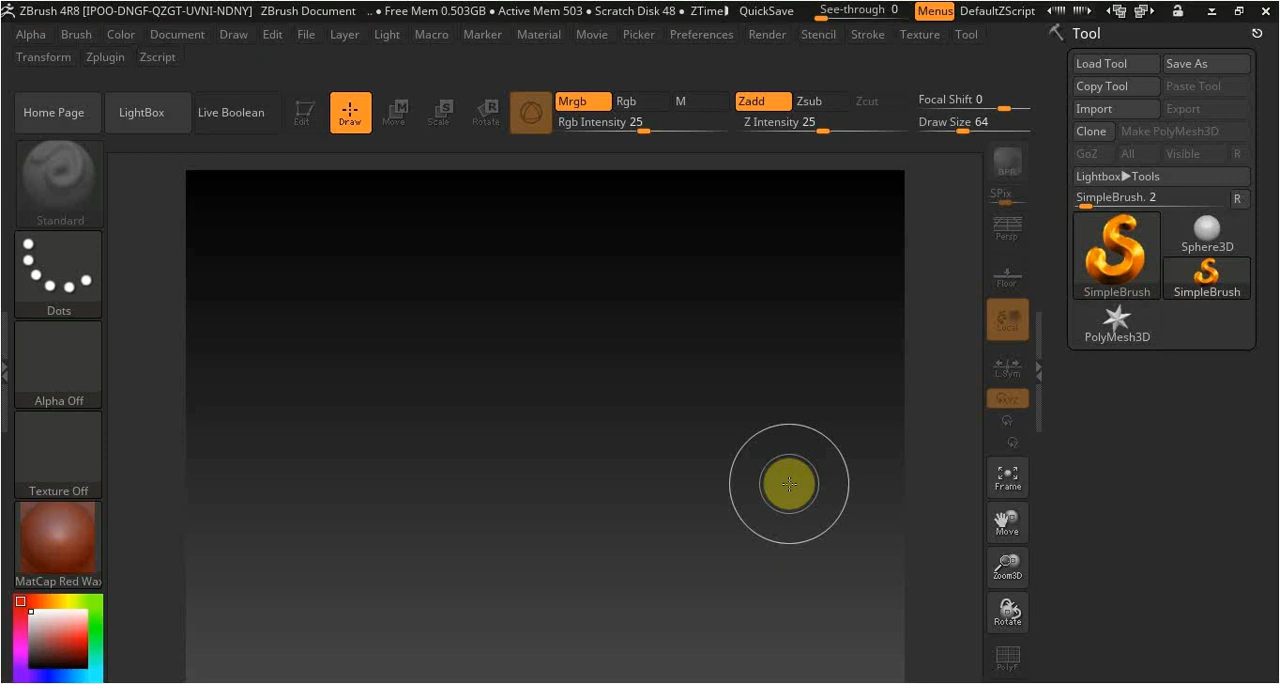 ZBrush 4R8 [IPOO-DNGF-QZGT-UVNI-NDNY] ZBrush Document .. • Free Mem 0.503GB • Active Mem 503 • Scratch Disk 48 • ZTime QuickSave See-through 0 Menus DefaultZScript
Alpha Brush Color Document Draw Edit File Layer Light Macro Marker Material Movie Picker Preferences Render Stencil Stroke Texture Tool
Transform Zplugin Zscript
Home Page LightBox Live Boolean
Edit Draw Move Scale Rotate
Mrgb Rgb M
Rgb Intensity 25
Zadd Zsub Zcut
Z Intensity 25
Focal Shift 0
Draw Size 64
Standard
Dots
Alpha Off
Texture Off
MatCap Red Wax
BPR
SPix
Persp
Floor
Local
L.Sym
XYZ
Frame
Move
Zoom3D
Rotate
PolyF
Tool
Load Tool Save As
Copy Tool Paste Tool
Import Export
Clone Make PolyMesh3D
GoZ All Visible R
Lightbox▶Tools
SimpleBrush. 2 R
SimpleBrush
Sphere3D
SimpleBrush
PolyMesh3D